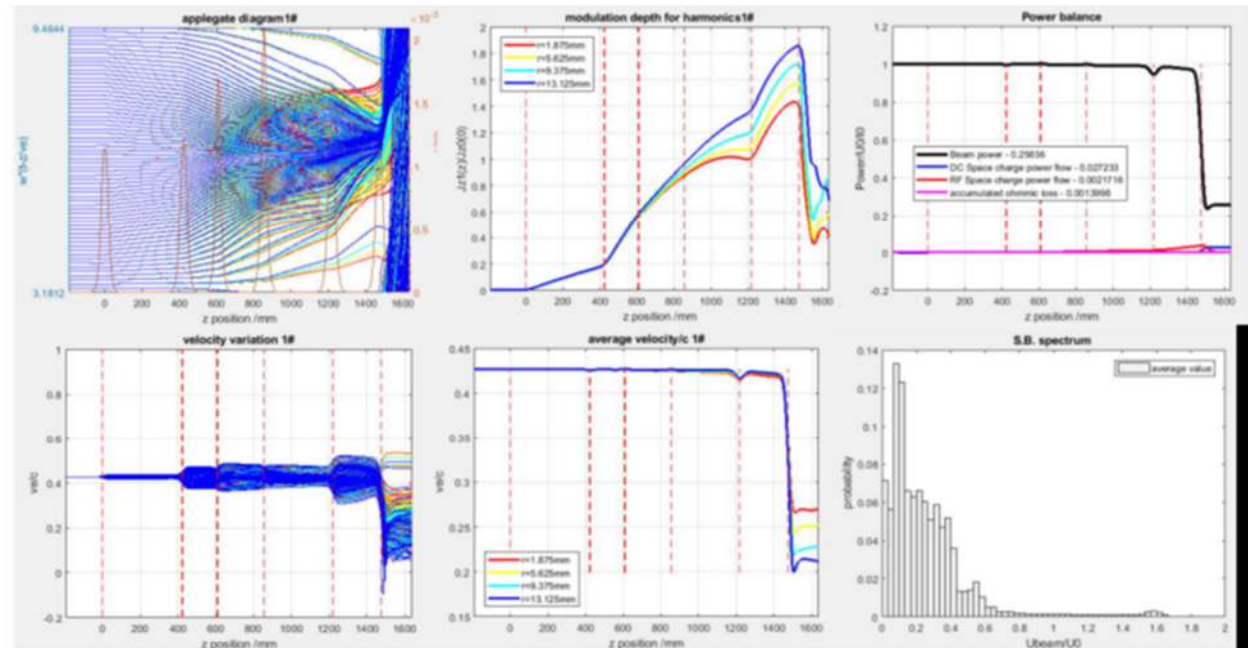 applegate diagram1#
9.4844
w*(t-z/ve)
3.1812
×10⁻³
2
1.5
1
0.5
0
0 200 400 600 800 1000 1200 1400 1600
z position /mm
modulation depth for harmonics1#
r=1.875mm
r=5.625mm
r=9.375mm
r=13.125mm
2
1.8
1.6
1.4
1.2
1
0.8
0.6
0.4
0.2
0
0 200 400 600 800 1000 1200 1400 1600
z position /mm
Power balance
Beam power - 0.25636
DC Space charge power flow - 0.027233
RF Space charge power flow - 0.0021716
accumulated ohmmic loss - 0.0013998
Power/U0/I0
1.2
1
0.8
0.6
0.4
0.2
0
-0.2
0 200 400 600 800 1000 1200 1400 1600
z position /mm
velocity variation 1#
ve/c
1
0.8
0.6
0.4
0.2
0
-0.2
0 200 400 600 800 1000 1200 1400 1600
z position /mm
average velocity/c 1#
ve/c
0.45
0.4
0.35
0.3
0.25
0.2
0.15
r=1.875mm
r=5.625mm
r=9.375mm
r=13.125mm
0 200 400 600 800 1000 1200 1400 1600
z position /mm
S.B. spectrum
average value
probability
0.14
0.12
0.1
0.08
0.06
0.04
0.02
0
0 0.2 0.4 0.6 0.8 1 1.2 1.4 1.6 1.8 2
Ubeam/U0